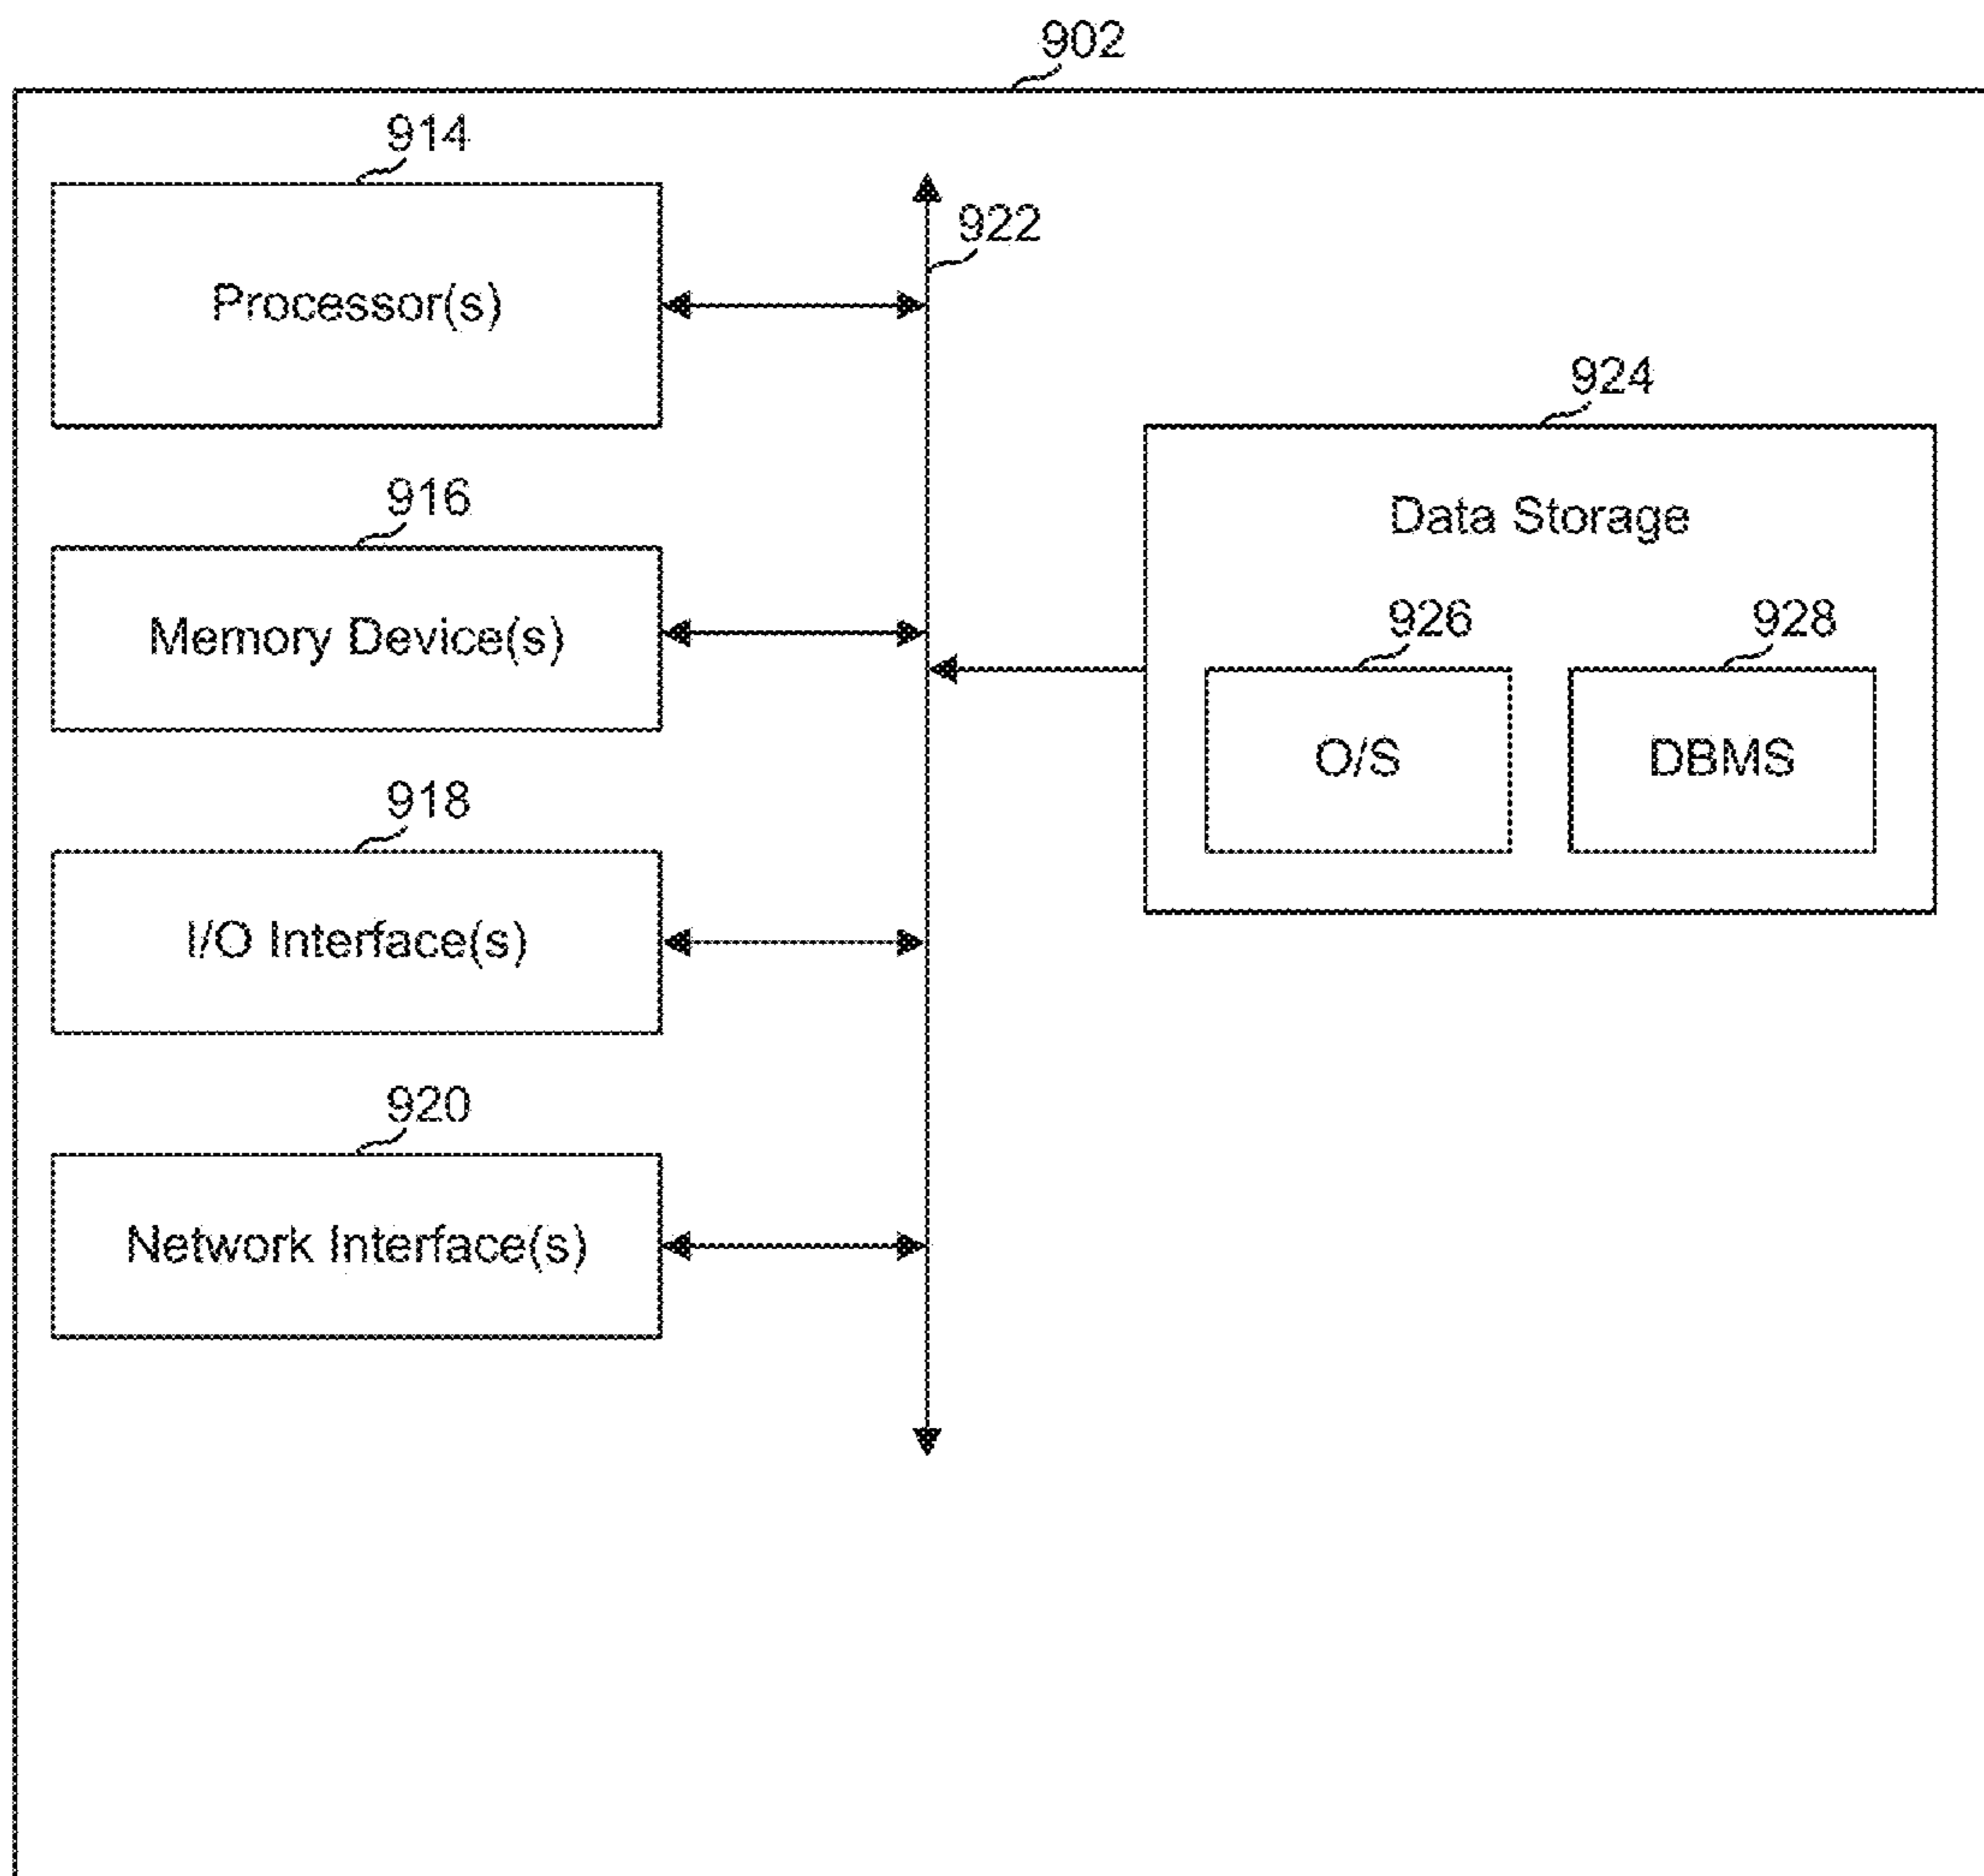 902
914
Processor(s)
922
916
Memory Device(s)
924
Data Storage
926
O/S
928
DBMS
918
I/O Interface(s)
920
Network Interface(s)